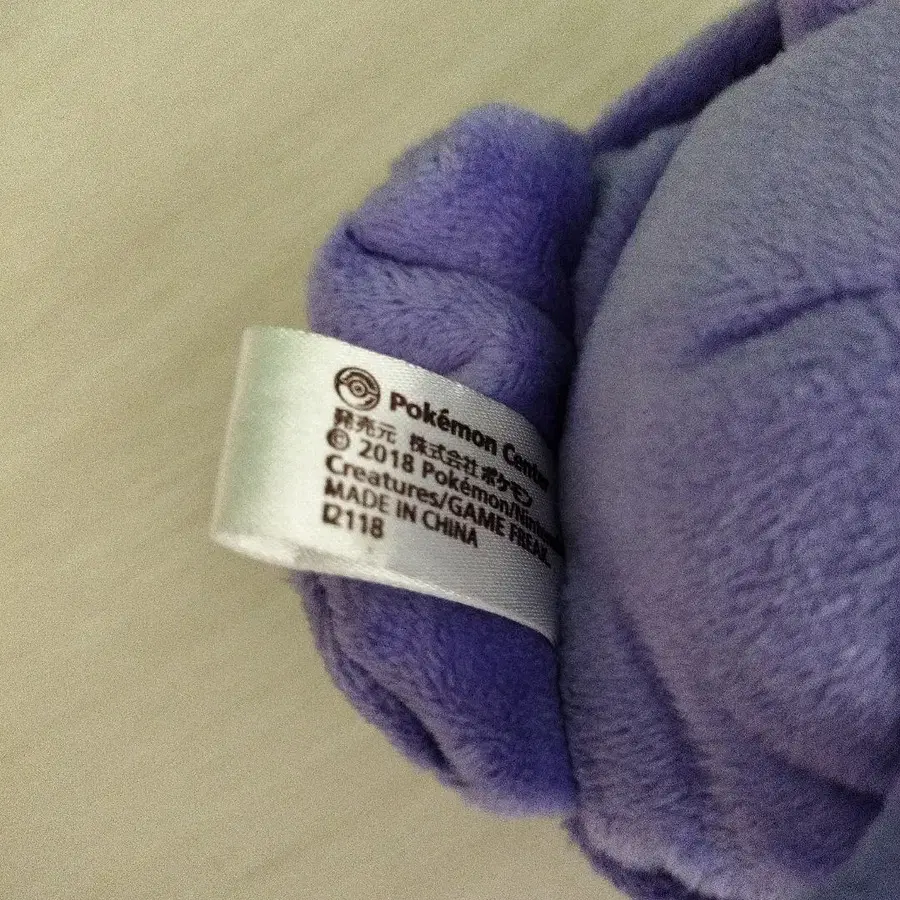 Pokémon Center
発売元 株式会社ポケモン
© 2018 Pokémon/Nintendo
Creatures/GAME FREAK.
MADE IN CHINA
2118